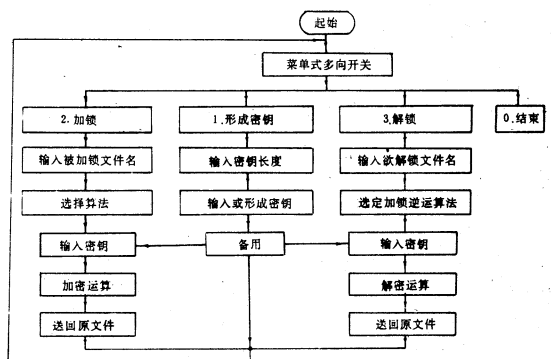 起始
菜单式多向开关
2.加锁
1.形成密钥
3.解锁
0.结束
输入被加锁文件名
输入密钥长度
输入欲解锁文件名
选择算法
输入或形成密钥
选定加锁逆运算法
输入密钥
备用
输入密钥
加密运算
解密运算
送回原文件
送回原文件